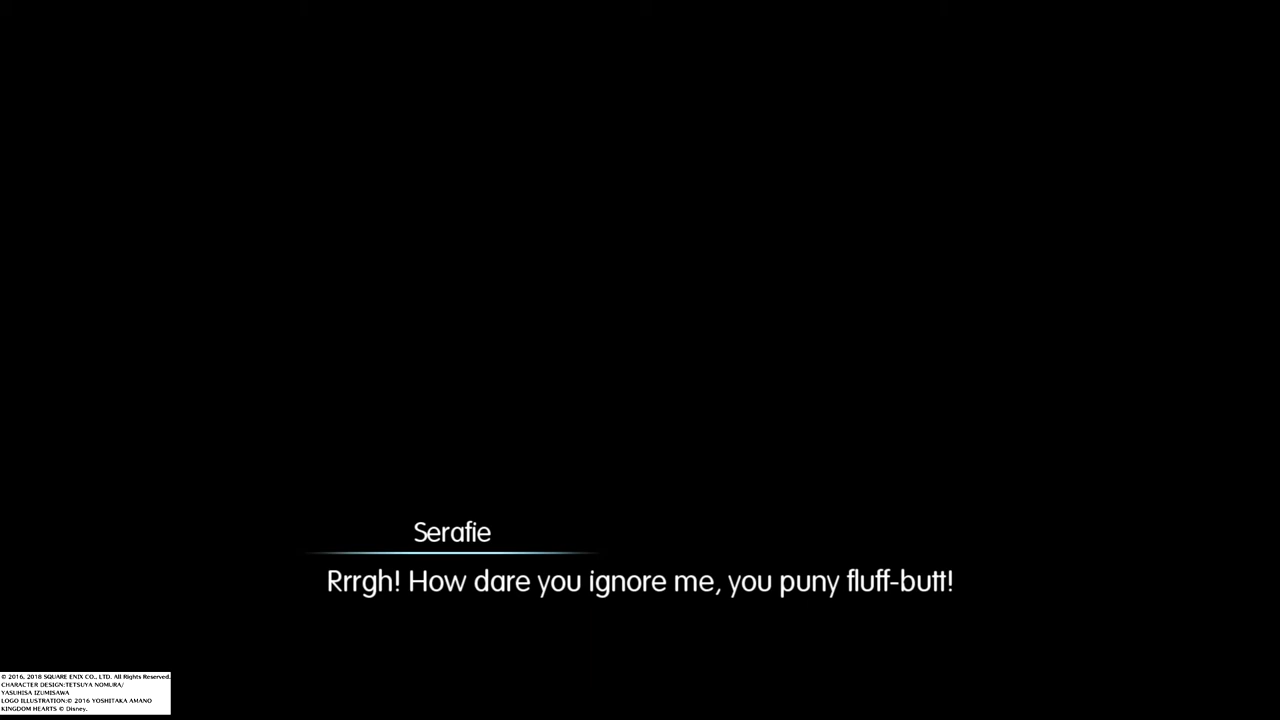 Serafie
Rrrgh! How dare you ignore me, you puny fluff-butt!
© 2016, 2018 SQUARE ENIX CO., LTD. All Rights Reserved.
CHARACTER DESIGN:TETSUYA NOMURA/
YASUHISA IZUMISAWA
LOGO ILLUSTRATION:© 2016 YOSHITAKA AMANO
KINGDOM HEARTS © Disney.